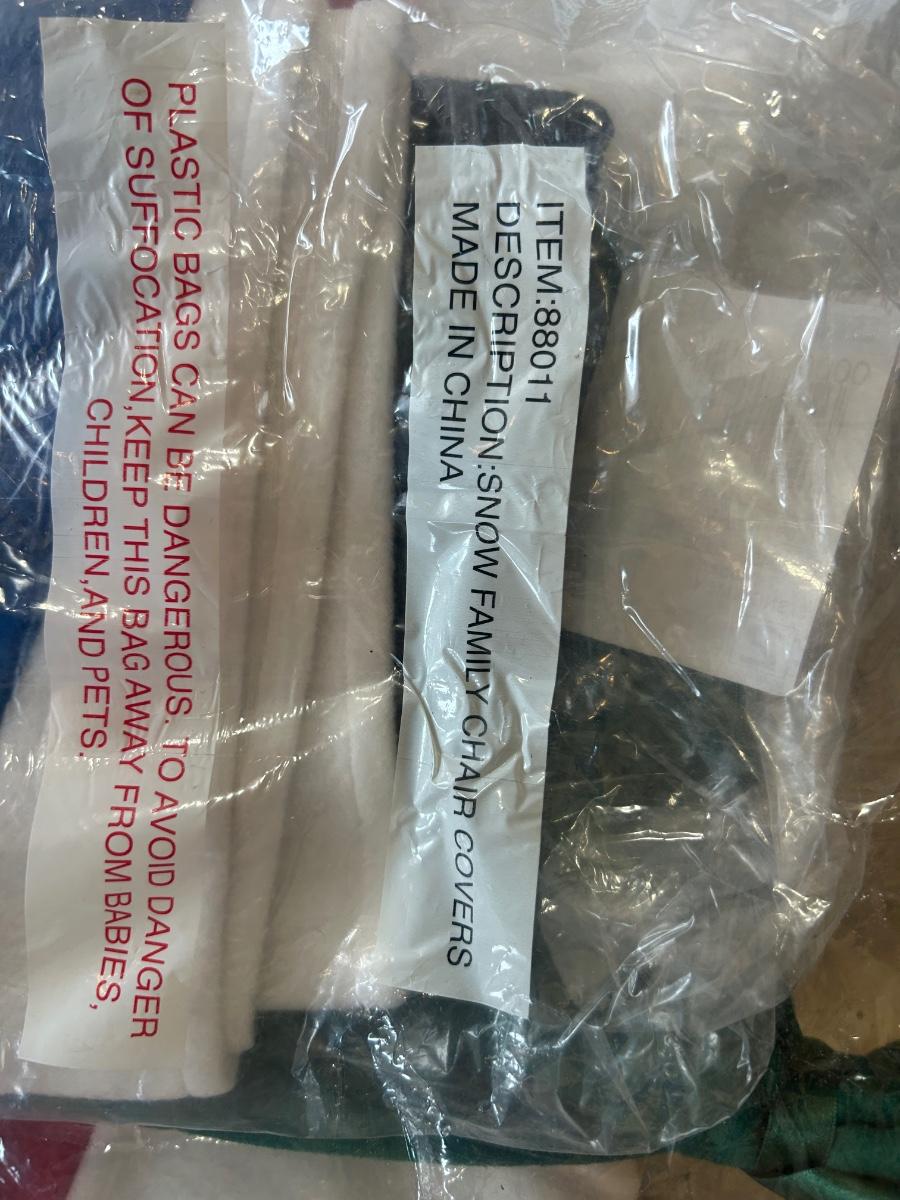 PLASTIC BAGS CAN BE DANGEROUS. TO AVOID DANGER
OF SUFFOCATION,KEEP THIS BAG AWAY FROM BABIES,
CHILDREN,AND PETS.
ITEM:88011
DESCRIPTION:SNOW FAMILY CHAIR COVERS
MADE IN CHINA